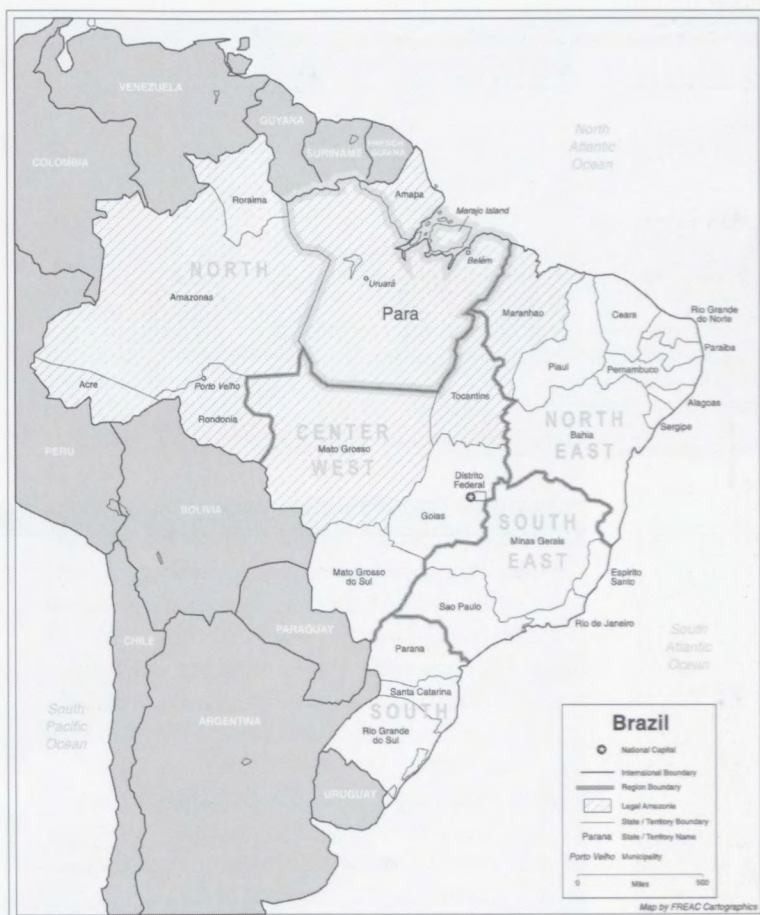 VENEZUELA
GUYANA
SURINAME
FRENCH
GUIANA
COLOMBIA
North
Atlantic
Ocean
Roraima
Amapa
Marajo Island
Belém
NORTH
Uruará
Amazonas
Para
Maranhao
Ceara
Rio Grande
do Norte
Paraiba
Piaui
Pernambuco
Acre
Porto Velho
Rondonia
Tocantins
Alagoas
Sergipe
CENTER
Mato Grosso
WEST
NORTH
Bahia
EAST
PERU
BOLIVIA
Distrito
Federal
Goias
SOUTH
Minas Gerais
EAST
Mato Grosso
do Sul
Espirito
Santo
Sao Paulo
Rio de Janeiro
CHILE
PARAGUAY
Parana
South
Atlantic
Ocean
Santa Catarina
SOUTH
Rio Grande
do Sul
South
Pacific
Ocean
ARGENTINA
URUGUAY
Brazil
National Capital
International Boundary
Region Boundary
Legal Amazonie
State / Territory Boundary
Parana State / Territory Name
Porto Velho Municipality
0 500
Miles
Map by FREAC Cartographics